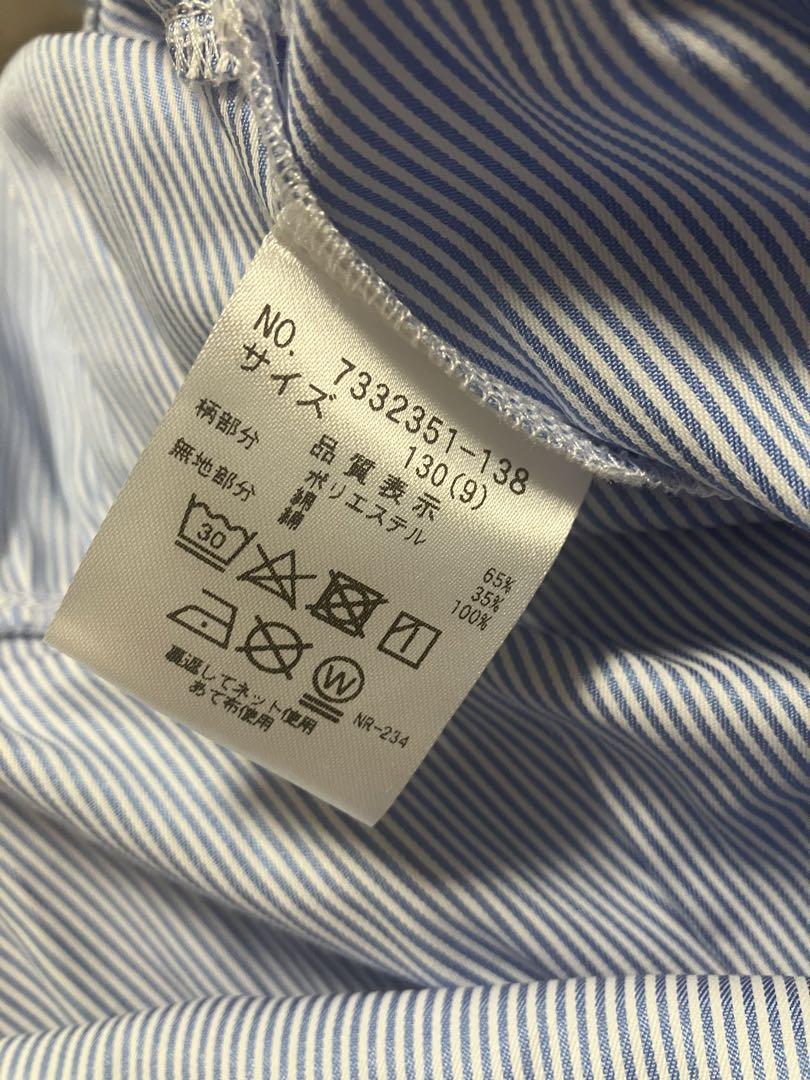 NO. 7332351-138
サイズ 130(9)
品質表示
柄部分 ポリエステル 65%
綿 35%
無地部分 綿 100%
30
W
裏返してネット使用
あて布使用
NR-234